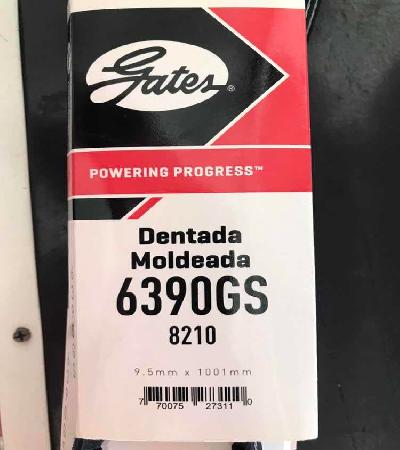 Gates®
POWERING PROGRESS™
Dentada
Moldeada
6390GS
8210
9.5mm x 1001mm
7 70075 27311 0